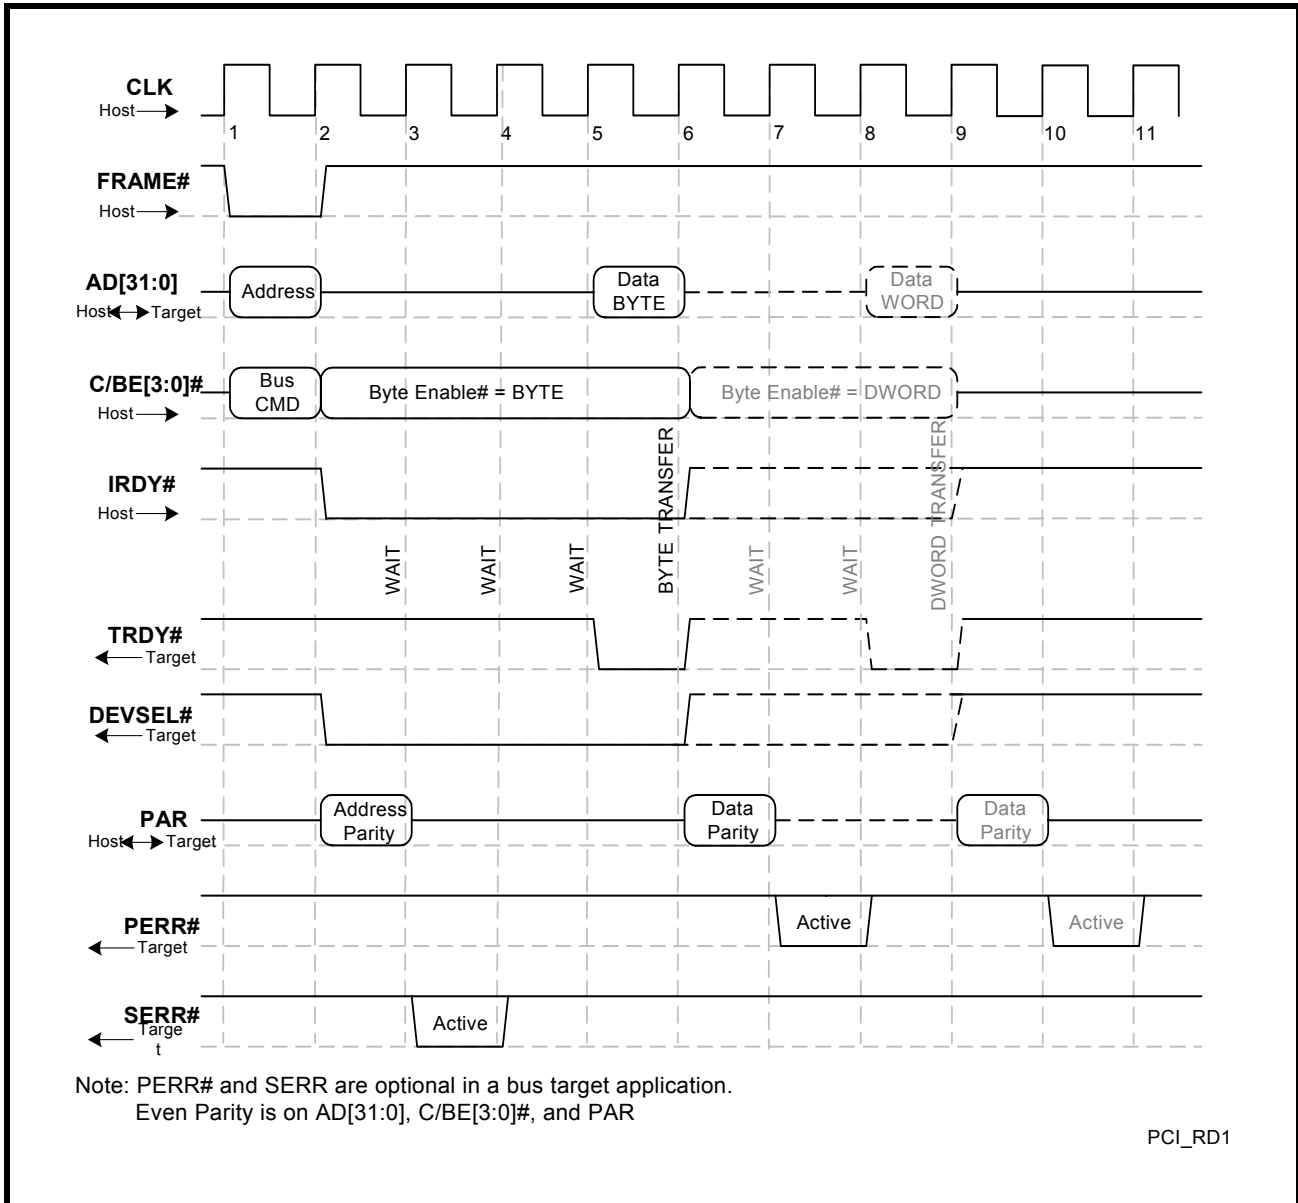 CLK
Host
1 2 3 4 5 6 7 8 9 10 11
FRAME#
Host
AD[31:0]
Host Target
Address
Data
BYTE
Data
WORD
C/BE[3:0]#
Host
Bus
CMD
Byte Enable# = BYTE
Byte Enable# = DWORD
IRDY#
Host
WAIT
WAIT
WAIT
BYTE TRANSFER
WAIT
WAIT
DWORD TRANSFER
TRDY#
Target
DEVSEL#
Target
PAR
Host Target
Address
Parity
Data
Parity
Data
Parity
PERR#
Target
Active
Active
SERR#
Targe
t
Active
Note: PERR# and SERR are optional in a bus target application.
Even Parity is on AD[31:0], C/BE[3:0]#, and PAR
PCI_RD1